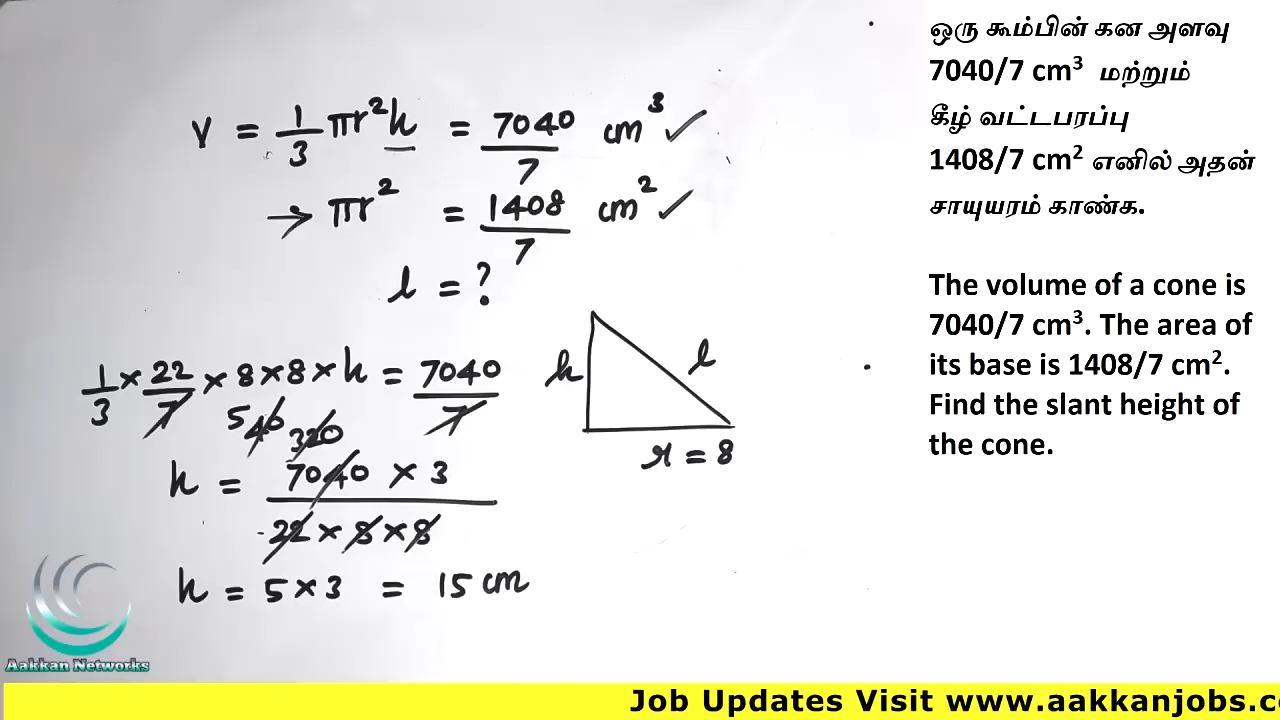 V = 1/3 πr²h = 7040/7 cm³ ✓
→ πr² = 1408/7 cm² ✓
l = ?
1/3 × 22/7 × 8 × 8 × h = 7040/7
5 40 320
h = 7040 × 3 / 22 × 8 × 8
h = 5 × 3 = 15 cm
h
l
r = 8
ஒரு கூம்பின் கன அளவு
7040/7 cm³ மற்றும்
கீழ் வட்டபரப்பு
1408/7 cm² எனில் அதன்
சாயுயரம் காண்க.
The volume of a cone is
7040/7 cm³. The area of
its base is 1408/7 cm².
Find the slant height of
the cone.
Aakkan Networks
Job Updates Visit www.aakkanjobs.c